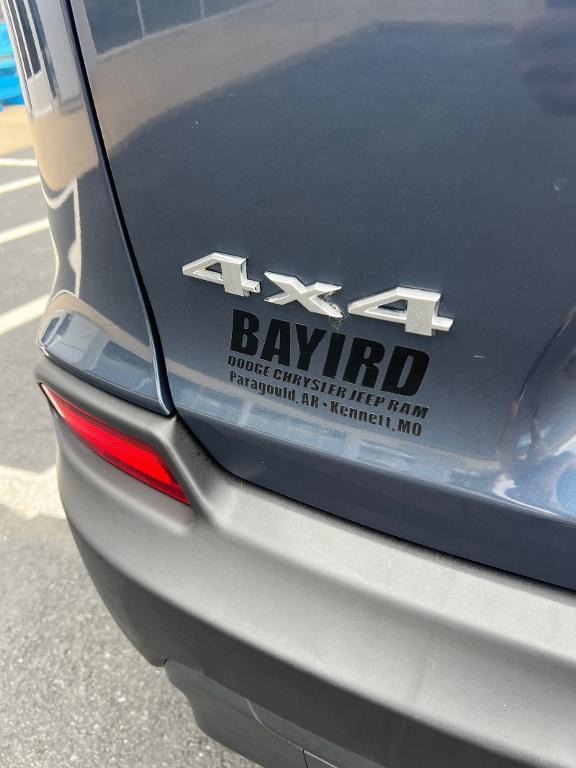 4x4
BAYIRD
DODGE CHRYSLER JEEP RAM
Paragould, AR • Kennett, MO